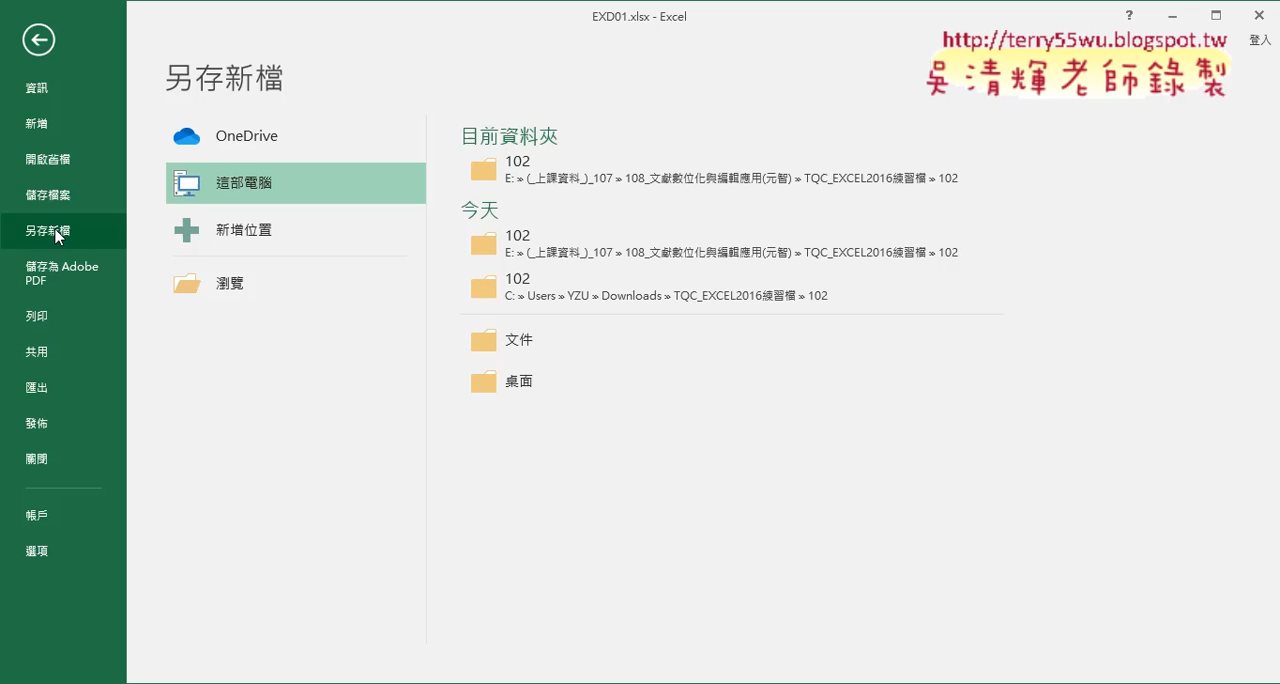 EXD01.xlsx - Excel
?
http://terry55wu.blogspot.tw
登入
吳清輝老師錄製
資訊
新增
開啟舊檔
儲存檔案
另存新檔
儲存為 Adobe
PDF
列印
共用
匯出
發佈
關閉
帳戶
選項
另存新檔
OneDrive
這部電腦
新增位置
瀏覽
目前資料夾
102
E: » (_上課資料_)_107 » 108_文獻數位化與編輯應用(元智) » TQC_EXCEL2016練習檔 » 102
今天
102
E: » (_上課資料_)_107 » 108_文獻數位化與編輯應用(元智) » TQC_EXCEL2016練習檔 » 102
102
C: » Users » YZU » Downloads » TQC_EXCEL2016練習檔 » 102
文件
桌面